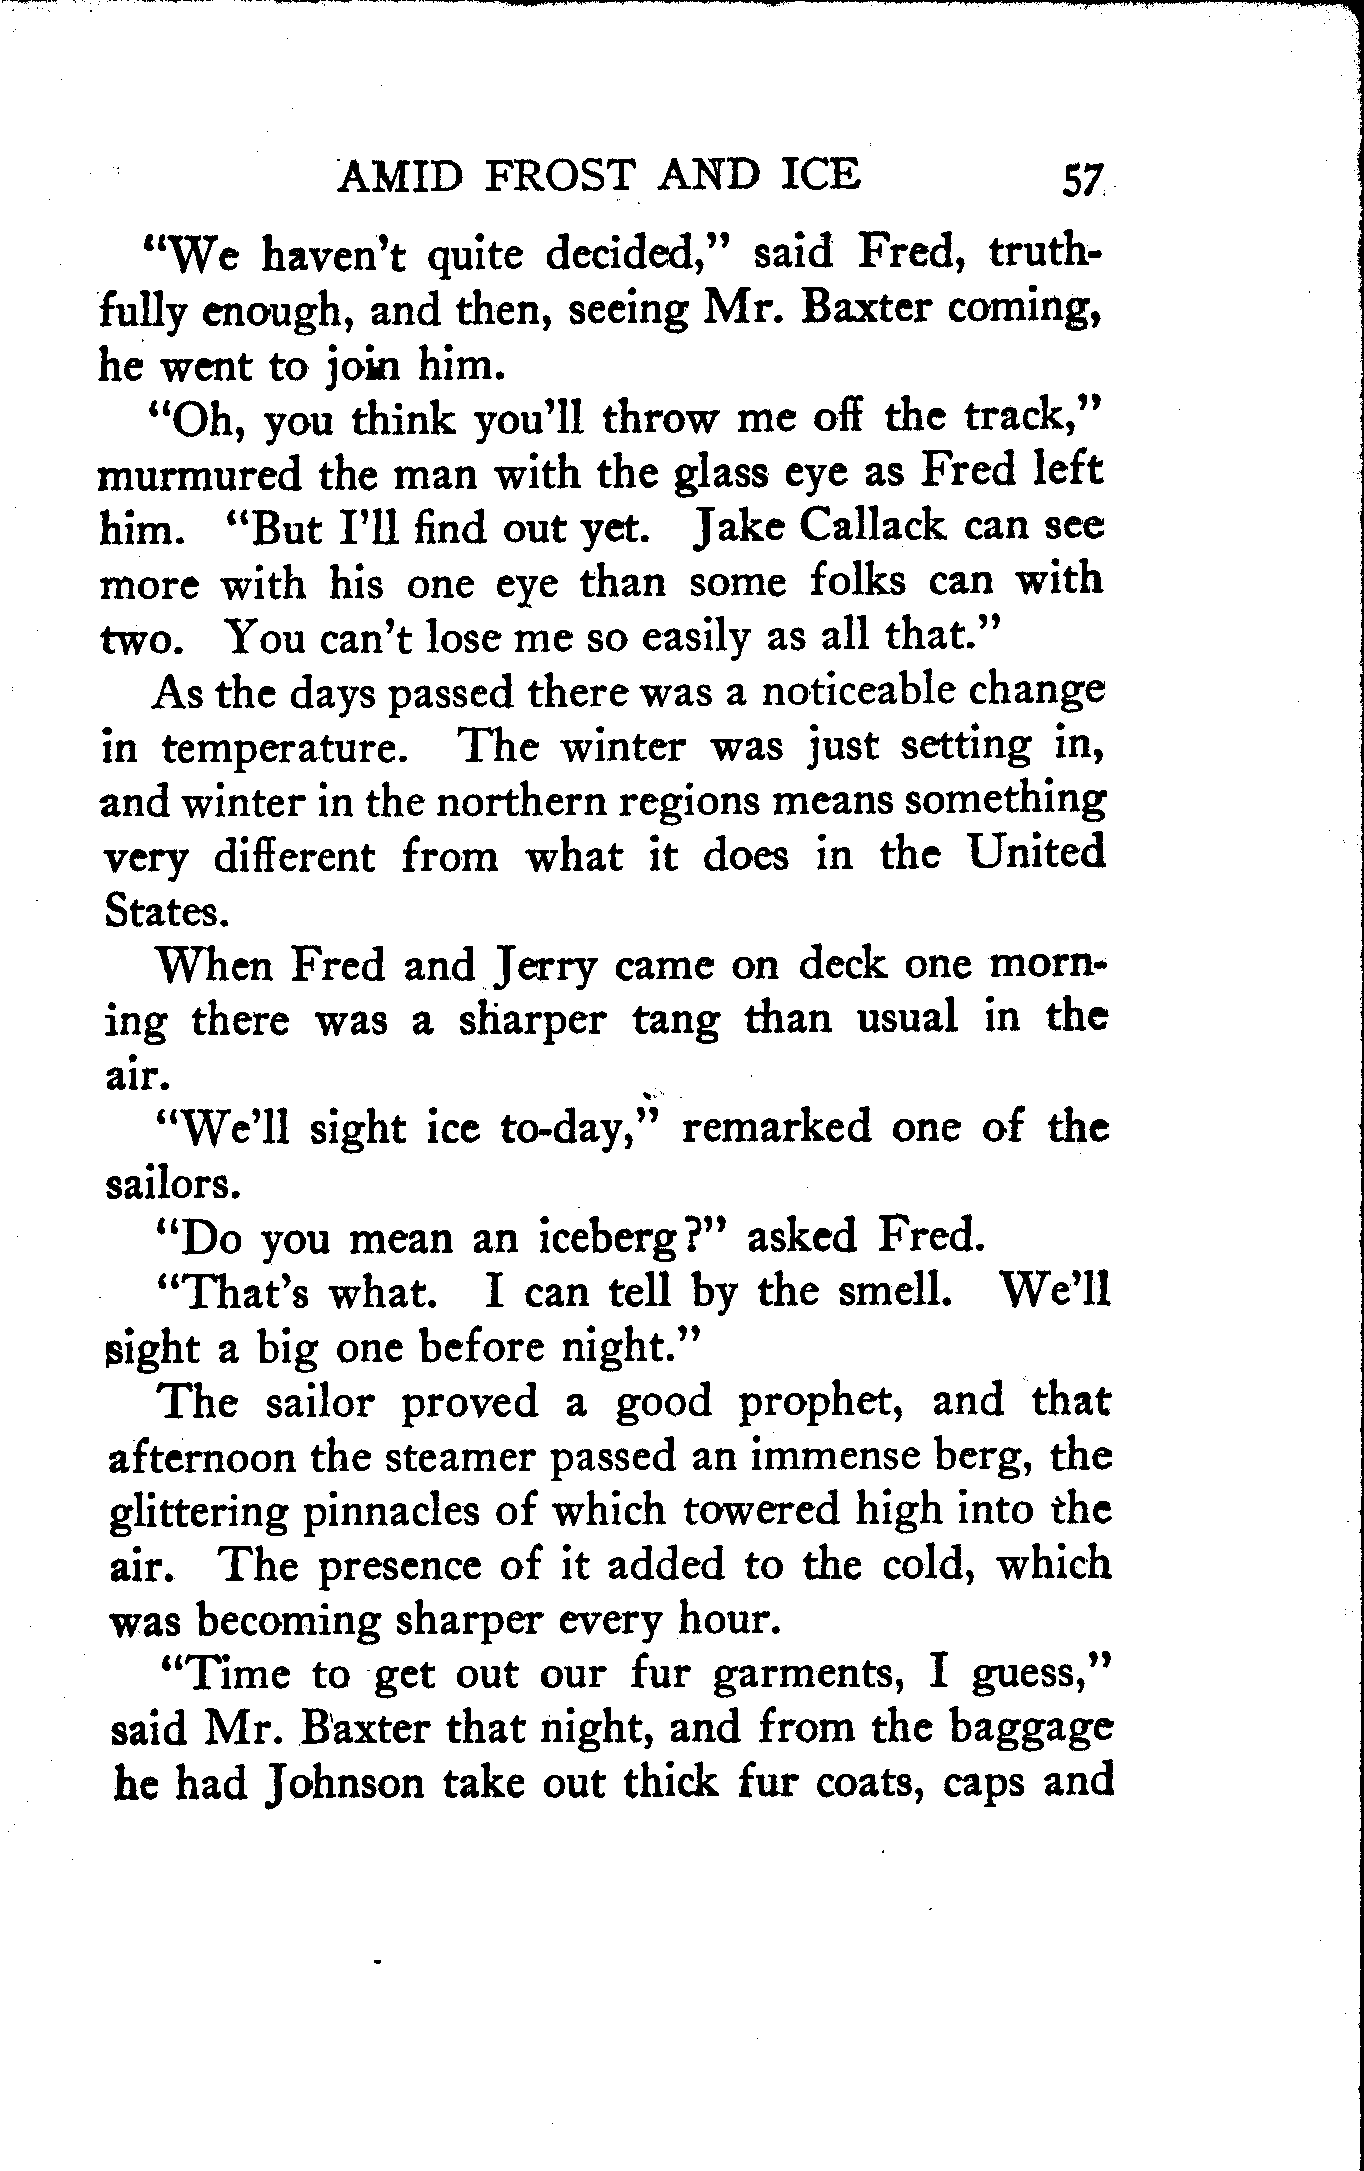 AMID FROST AND ICE 57
“We haven’t quite decided,” said Fred, truth-
fully enough, and then, seeing Mr. Baxter coming,
he went to join him.
“Oh, you think you’ll throw me off the track,”
murmured the man with the glass eye as Fred left
him. “But I’ll find out yet. Jake Callack can see
more with his one eye than some folks can with
two. You can’t lose me so easily as all that.”
As the days passed there was a noticeable change
in temperature. The winter was just setting in,
and winter in the northern regions means something
very different from what it does in the United
States.
When Fred and Jerry came on deck one morn-
ing there was a sharper tang than usual in the
air.
“We’ll sight ice to-day,” remarked one of the
sailors.
“Do you mean an iceberg?” asked Fred.
“That’s what. I can tell by the smell. We’ll
sight a big one before night.”
The sailor proved a good prophet, and that
afternoon the steamer passed an immense berg, the
glittering pinnacles of which towered high into the
air. The presence of it added to the cold, which
was becoming sharper every hour.
“Time to get out our fur garments, I guess,”
said Mr. Baxter that night, and from the baggage
he had Johnson take out thick fur coats, caps and